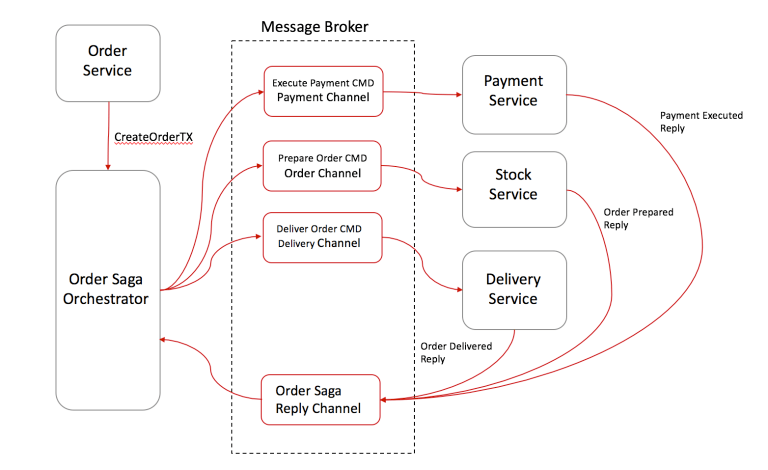 Message Broker
Order
Service
Execute Payment CMD
Payment Channel
Payment
Service
Payment Executed
Reply
CreateOrderTX
Prepare Order CMD
Order Channel
Stock
Service
Order Prepared
Reply
Deliver Order CMD
Delivery Channel
Order Saga
Orchestrator
Delivery
Service
Order Delivered
Reply
Order Saga
Reply Channel